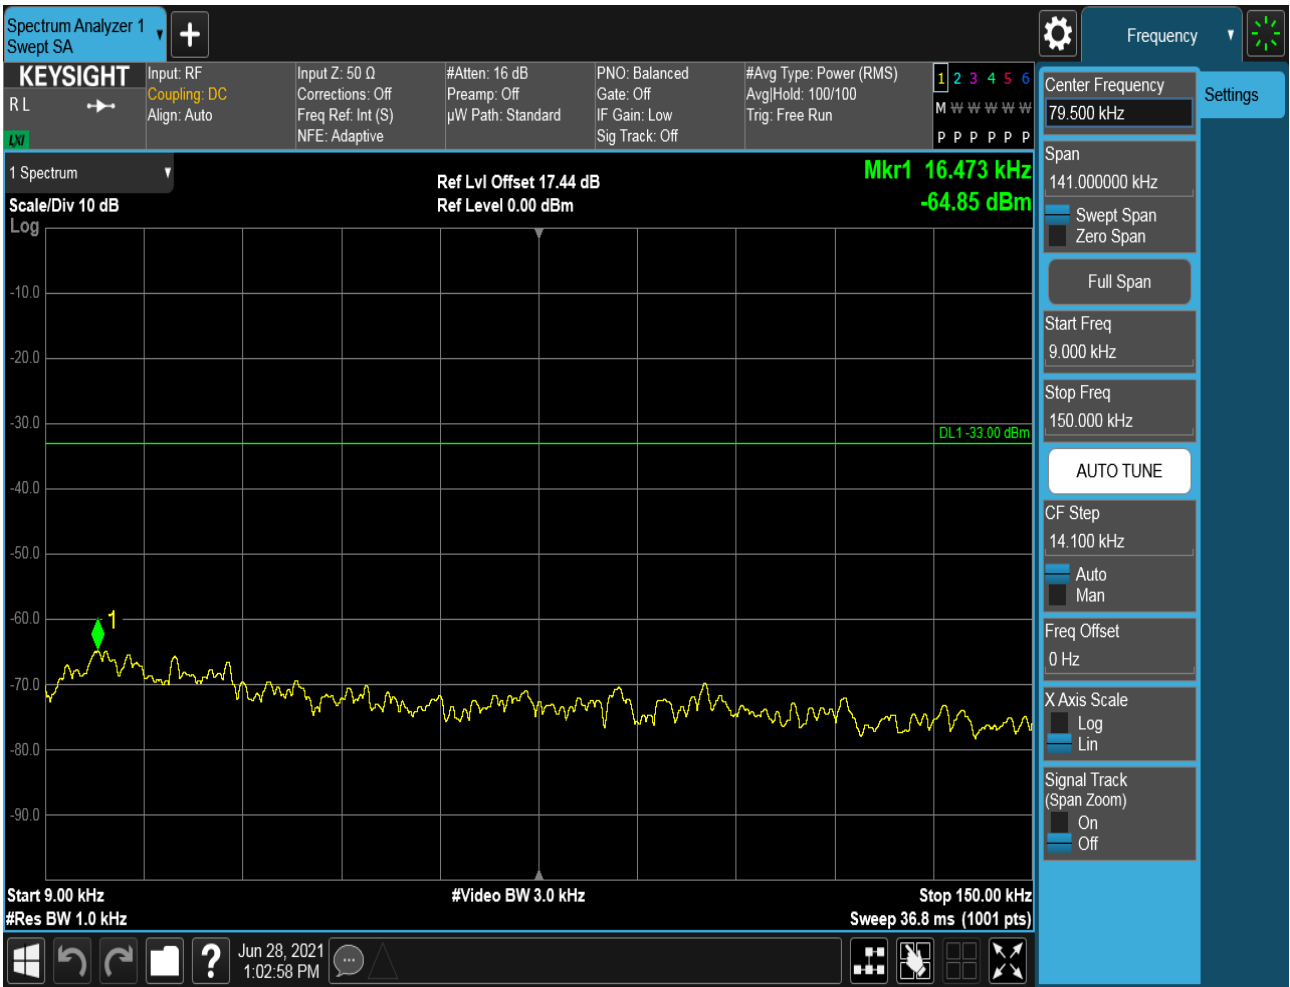 Spectrum Analyzer 1
Swept SA
+
Frequency
KEYSIGHT
R L
LXI
Input: RF
Coupling: DC
Align: Auto
Input Z: 50 Ω
Corrections: Off
Freq Ref: Int (S)
NFE: Adaptive
#Atten: 16 dB
Preamp: Off
µW Path: Standard
PNO: Balanced
Gate: Off
IF Gain: Low
Sig Track: Off
#Avg Type: Power (RMS)
Avg|Hold: 100/100
Trig: Free Run
1 2 3 4 5 6
M W W W W W
P P P P P P
1 Spectrum
Scale/Div 10 dB
Log
Ref Lvl Offset 17.44 dB
Ref Level 0.00 dBm
Mkr1 16.473 kHz
-64.85 dBm
-10.0
-20.0
-30.0
DL1 -33.00 dBm
-40.0
-50.0
-60.0
1
-70.0
-80.0
-90.0
Start 9.00 kHz
#Res BW 1.0 kHz
#Video BW 3.0 kHz
Stop 150.00 kHz
Sweep 36.8 ms (1001 pts)
Center Frequency
79.500 kHz
Settings
Span
141.000000 kHz
Swept Span
Zero Span
Full Span
Start Freq
9.000 kHz
Stop Freq
150.000 kHz
AUTO TUNE
CF Step
14.100 kHz
Auto
Man
Freq Offset
0 Hz
X Axis Scale
Log
Lin
Signal Track
(Span Zoom)
On
Off
?
Jun 28, 2021
1:02:58 PM